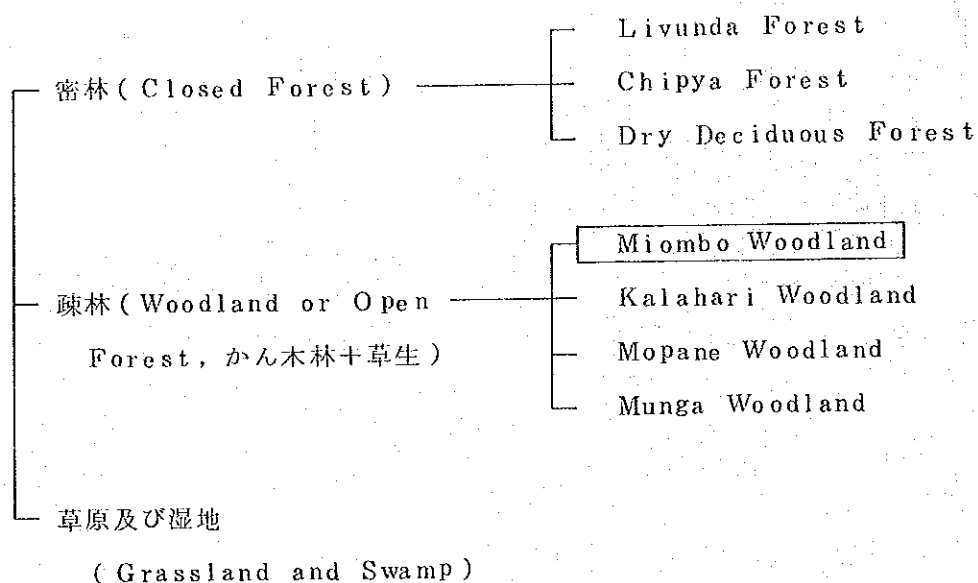 密林(Closed Forest)
Livunda Forest
Chipya Forest
Dry Deciduous Forest
疎林(Woodland or Open
Forest, かん木林+草生)
Miombo Woodland
Kalahari Woodland
Mopane Woodland
Munga Woodland
草原及び湿地
(Grassland and Swamp)